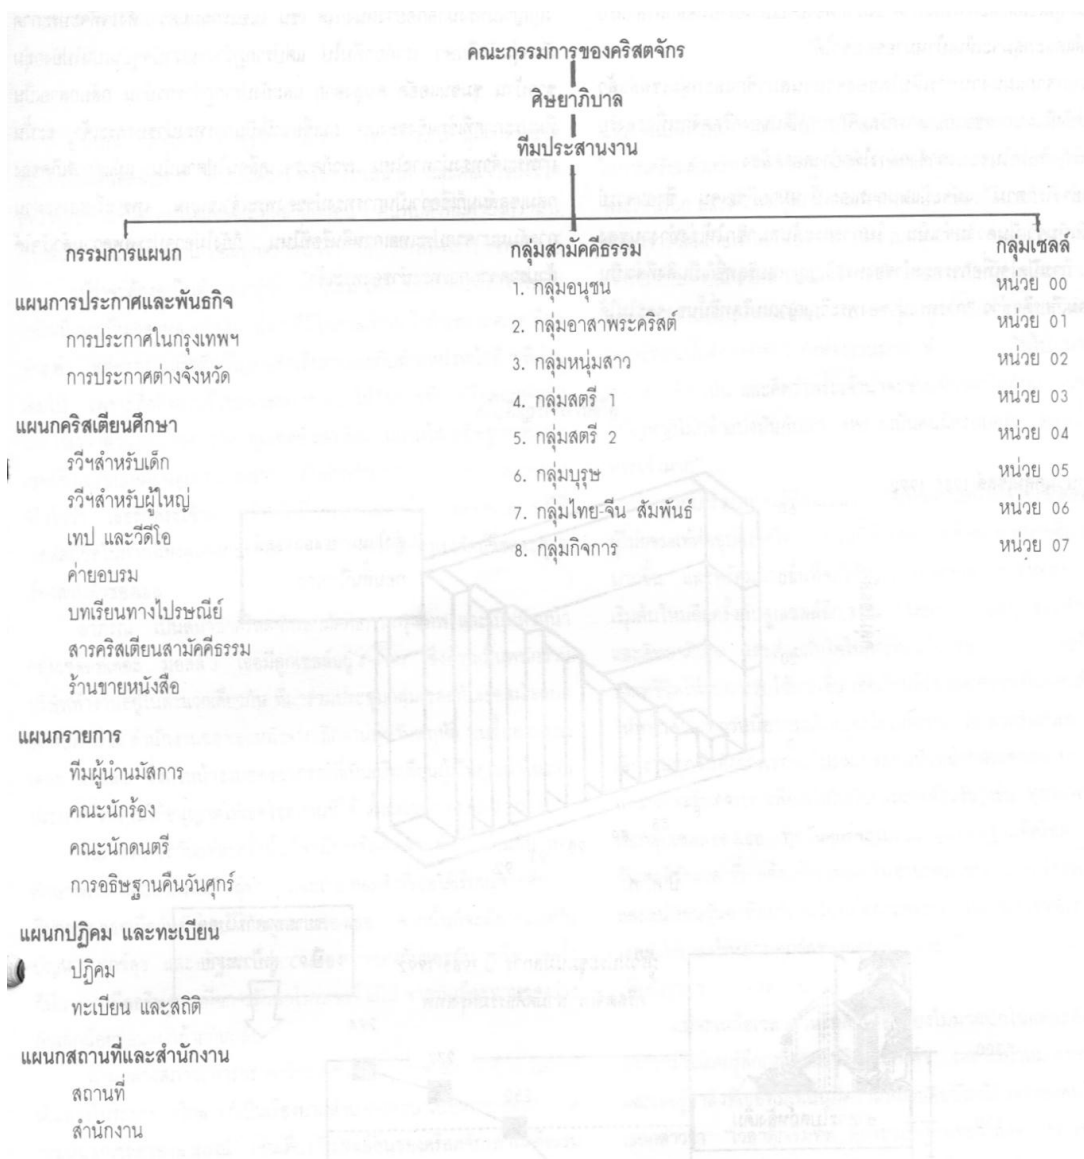 คณะกรรมการของคริสตจักร
ศิษยาภิบาล
ทีมประสานงาน
กรรมการแผนก
แผนการประกาศและพันธกิจ
การประกาศในกรุงเทพฯ
การประกาศต่างจังหวัด
แผนกคริสเตียนศึกษา
รวีฯสำหรับเด็ก
รวีฯสำหรับผู้ใหญ่
เทป และวีดีโอ
ค่ายอบรม
บทเรียนทางไปรษณีย์
สารคริสเตียนสามัคคีธรรม
ร้านขายหนังสือ
แผนกรายการ
ทีมผู้นำนมัสการ
คณะนักร้อง
คณะนักดนตรี
การอธิษฐานคืนวันศุกร์
แผนกปฏิคม และทะเบียน
ปฏิคม
ทะเบียน และสถิติ
แผนกสถานที่และสำนักงาน
สถานที่
สำนักงาน
กลุ่มสามัคคีธรรม
1. กลุ่มอนุชน
2. กลุ่มอาสาพระคริสต์
3. กลุ่มหนุ่มสาว
4. กลุ่มสตรี 1
5. กลุ่มสตรี 2
6. กลุ่มบุรุษ
7. กลุ่มไทย-จีน สัมพันธ์
8. กลุ่มกิจการ
กลุ่มเซลล์
หน่วย 00
หน่วย 01
หน่วย 02
หน่วย 03
หน่วย 04
หน่วย 05
หน่วย 06
หน่วย 07